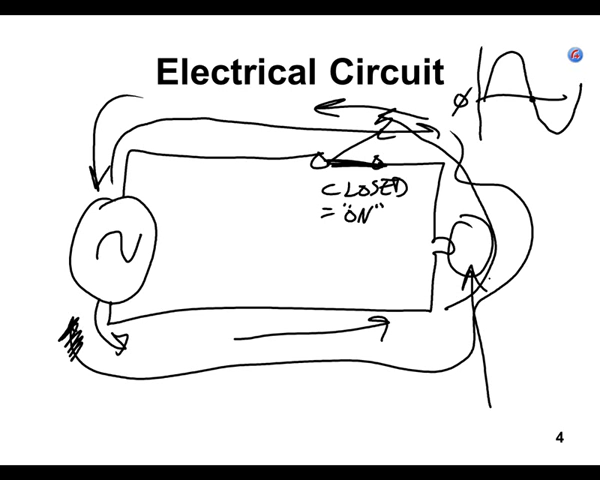 Electrical Circuit
CLOSED
= "ON"
4